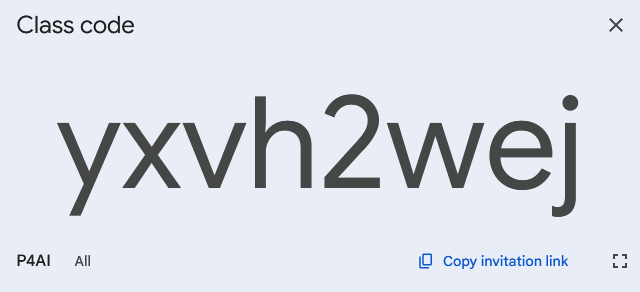 Class code
yxvh2wej
P4AI All Copy invitation link